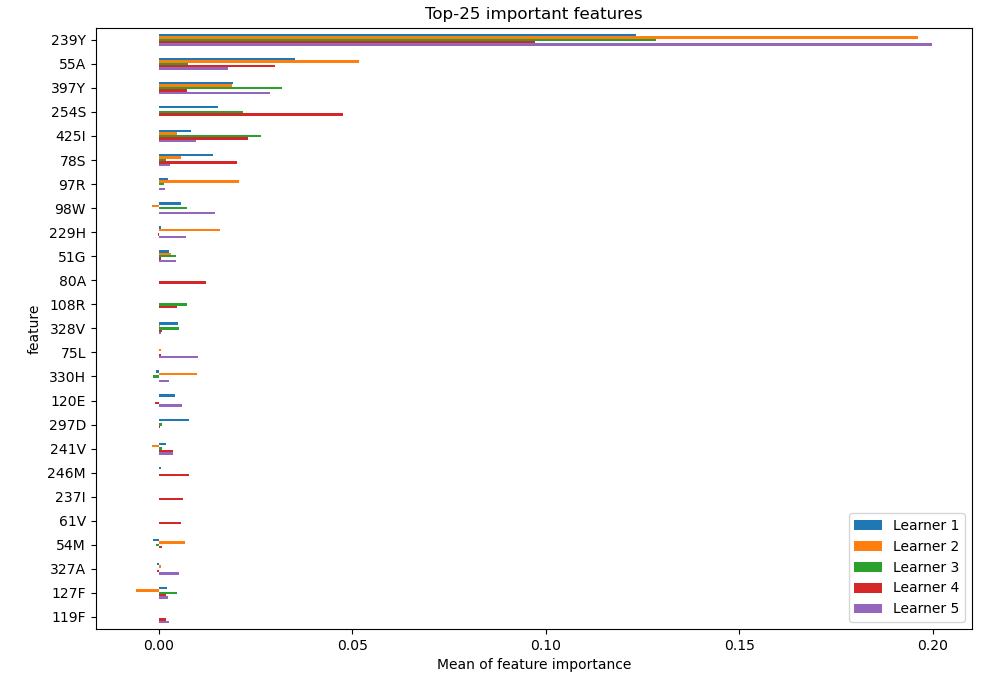 Top-25 important features
239Y
55A
397Y
254S
425I
78S
97R
98W
229H
51G
80A
108R
328V
75L
330H
120E
297D
241V
246M
237I
61V
54M
327A
127F
119F
feature
0.00 0.05 0.10 0.15 0.20
Mean of feature importance
Learner 1
Learner 2
Learner 3
Learner 4
Learner 5